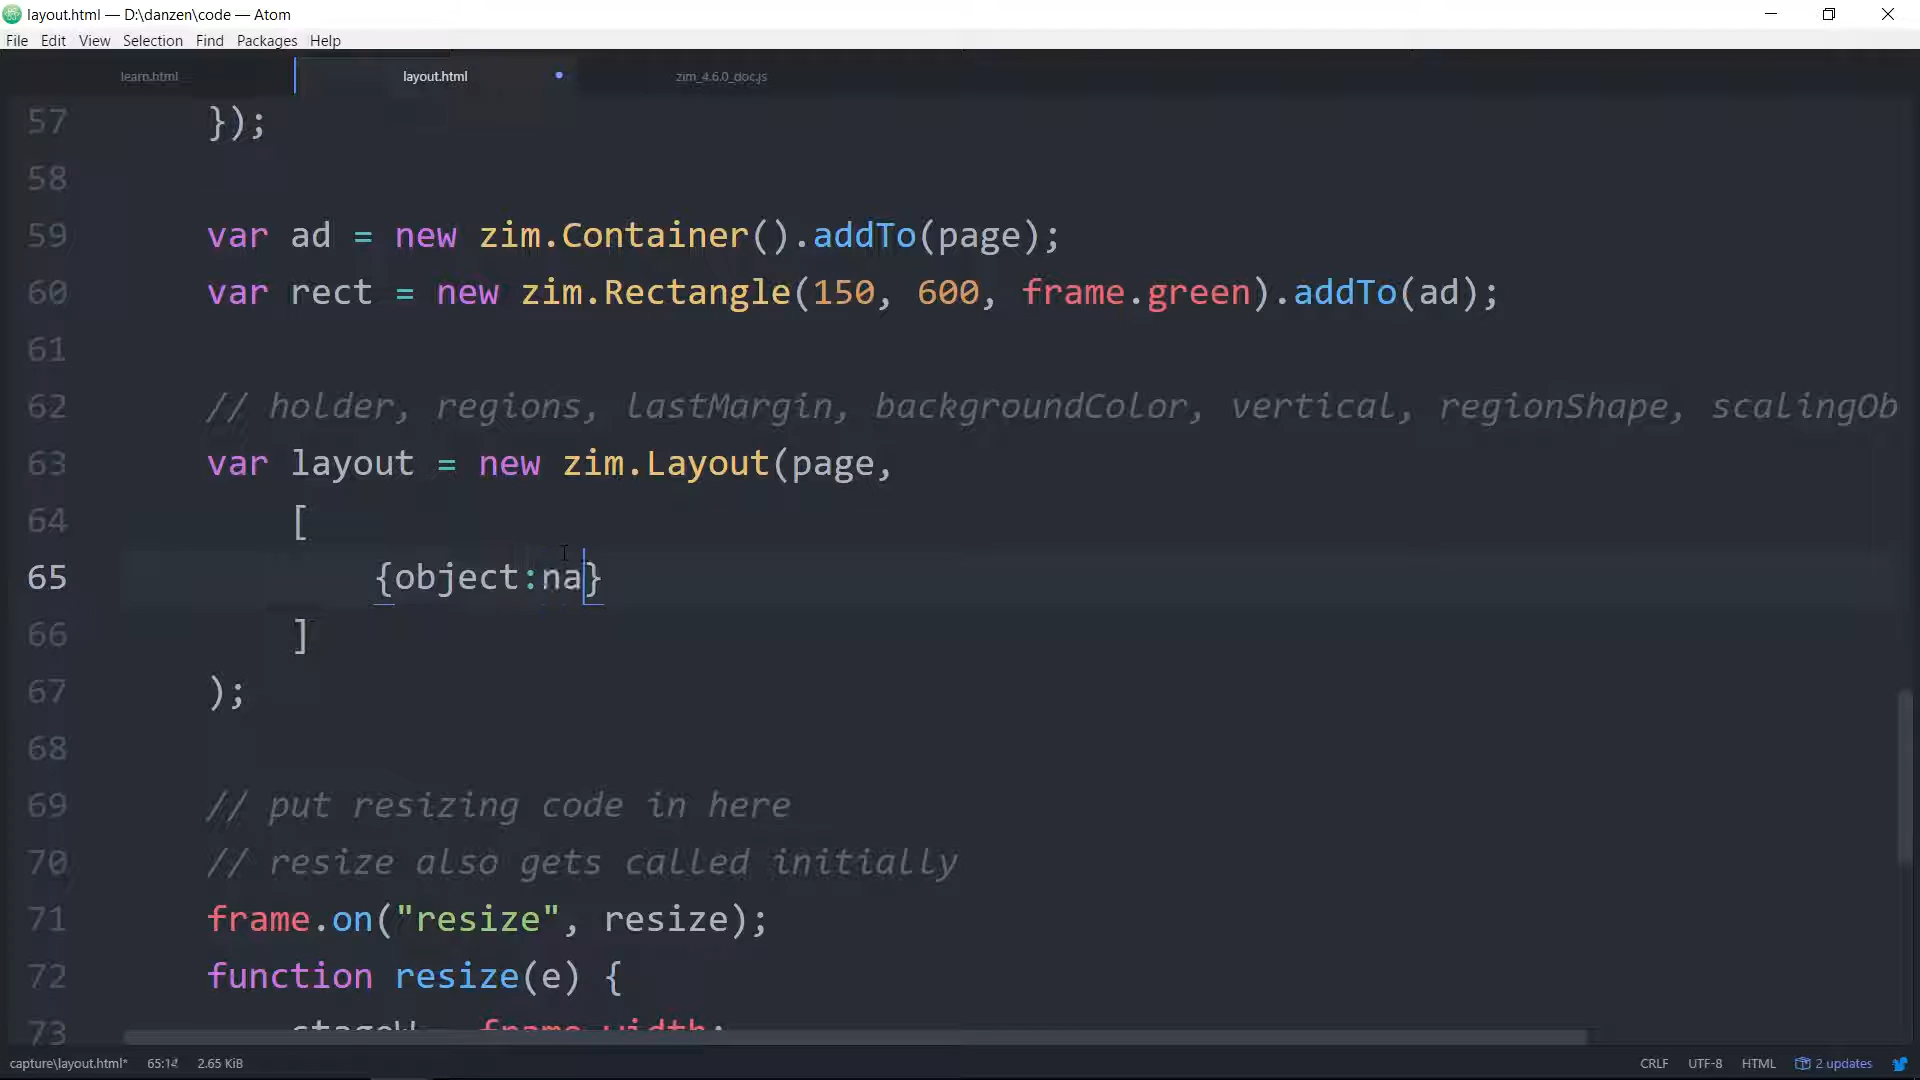 layout.html — D:\danzen\code — Atom
File Edit View Selection Find Packages Help
learn.html layout.html zim_4.6.0_doc.js
57 });
58
59 var ad = new zim.Container().addTo(page);
60 var rect = new zim.Rectangle(150, 600, frame.green).addTo(ad);
61
62 // holder, regions, lastMargin, backgroundColor, vertical, regionShape, scalingOb
63 var layout = new zim.Layout(page,
64 [
65 {object:na}
66 ]
67 );
68
69 // put resizing code in here
70 // resize also gets called initially
71 frame.on("resize", resize);
72 function resize(e) {
73 stageW = frame.width;
capture\layout.html* 65:14 2.65 KiB CRLF UTF-8 HTML 2 updates